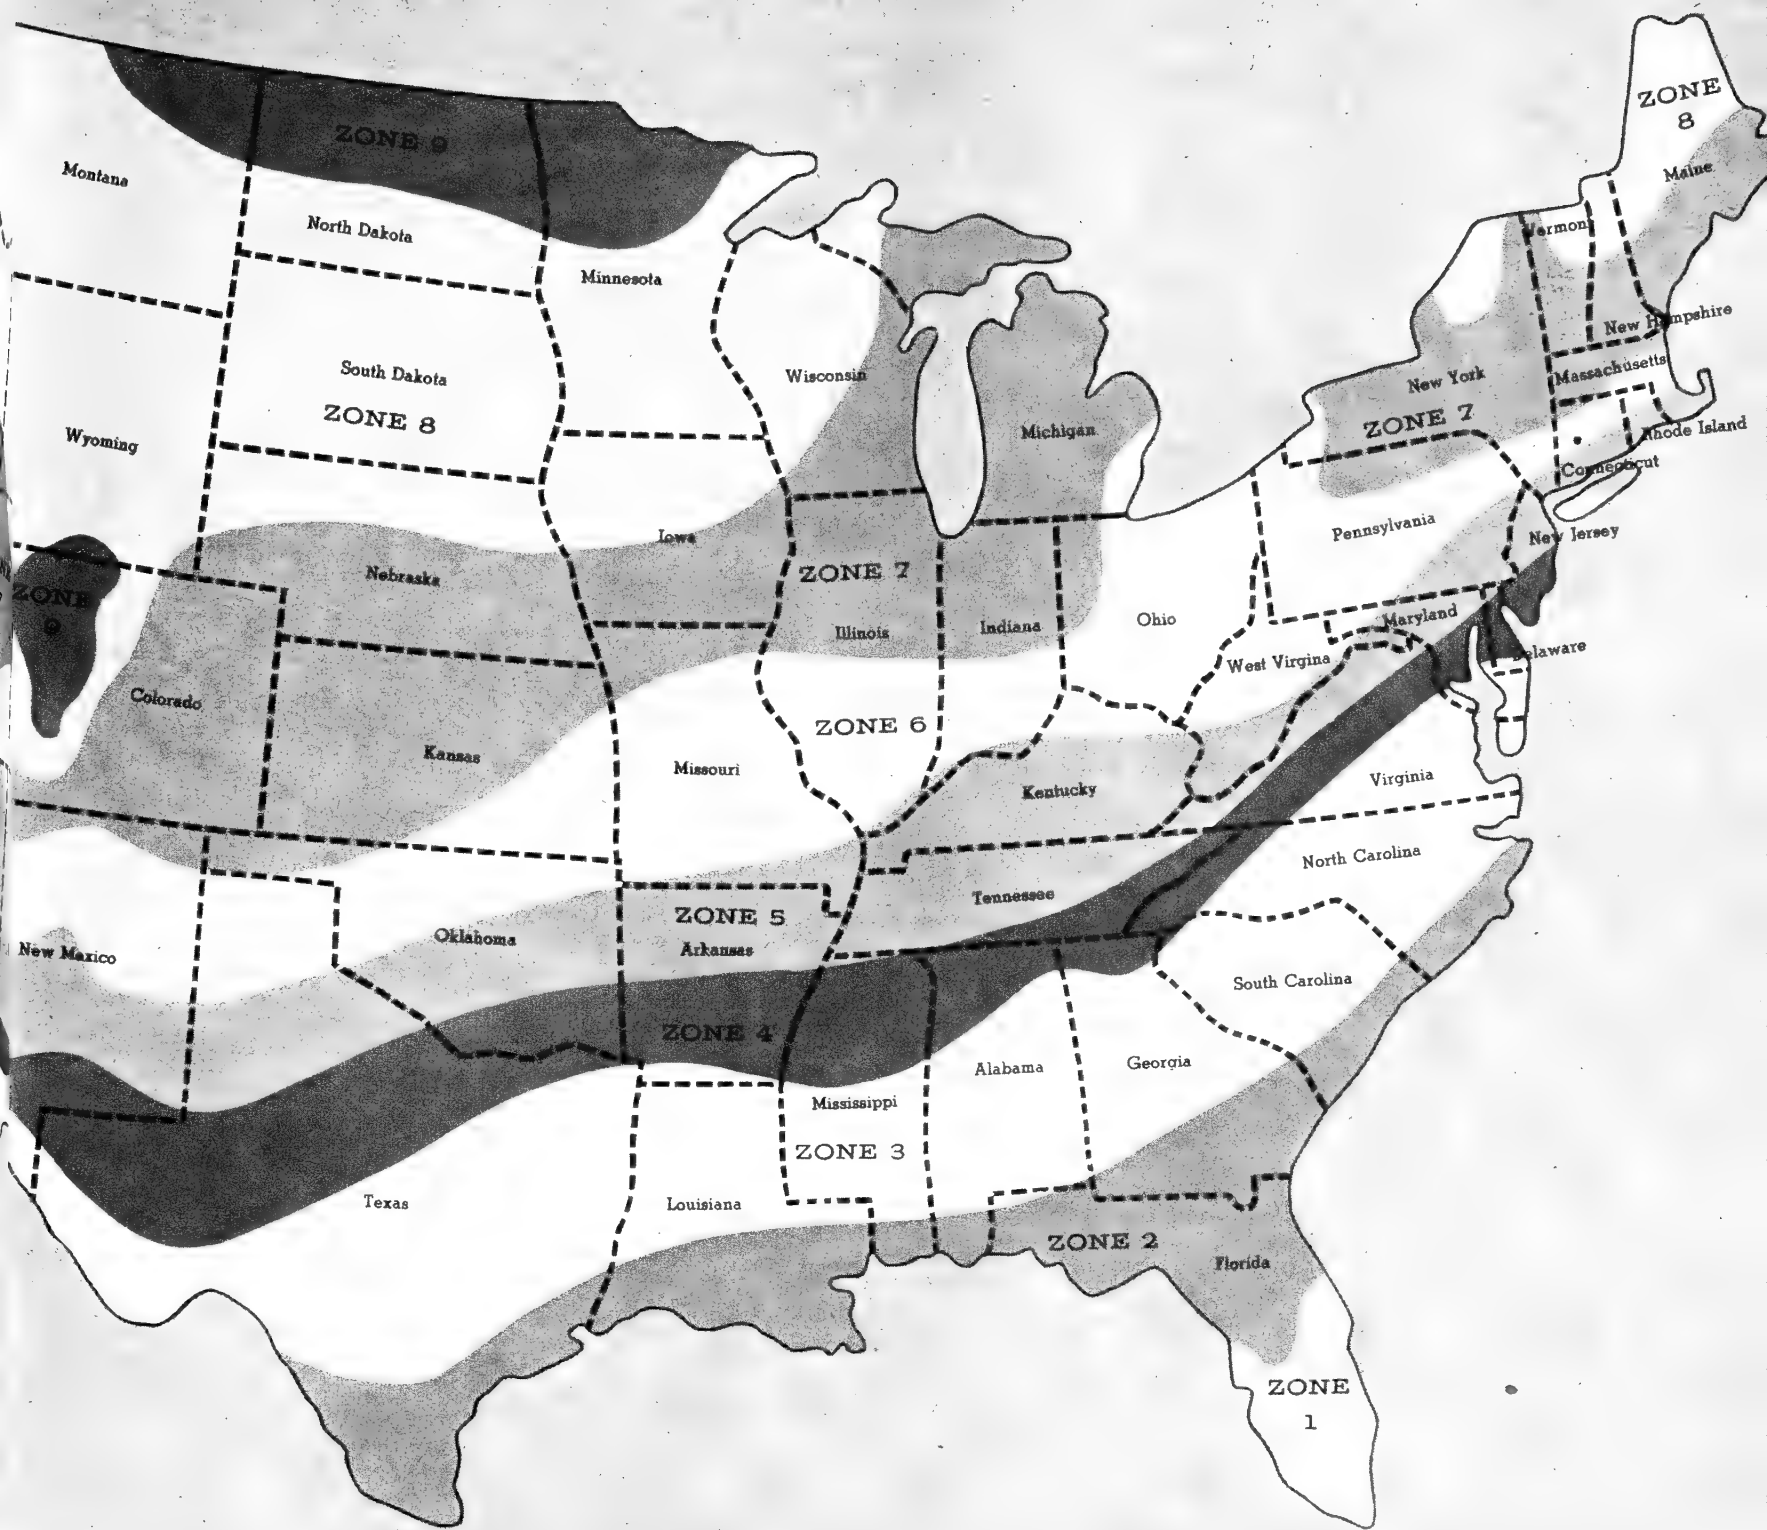 ZONE
8
Maine
ZONE 9
Montana
North Dakota
Minnesota
Vermont
New Hampshire
South Dakota
ZONE 8
Wisconsin
Michigan
New York
ZONE 7
Massachusetts
Rhode Island
Connecticut
Wyoming
Iowa
Nebraska
ZONE 7
Illinois
Indiana
Ohio
Pennsylvania
New Jersey
Maryland
Delaware
West Virgina
ZONE
9
Colorado
Kansas
Missouri
ZONE 6
Kentucky
Virginia
North Carolina
Tennessee
ZONE 5
Arkansas
Oklahoma
New Mexico
South Carolina
ZONE 4
Alabama
Georgia
Mississippi
ZONE 3
Texas
Louisiana
ZONE 2
Florida
ZONE
1